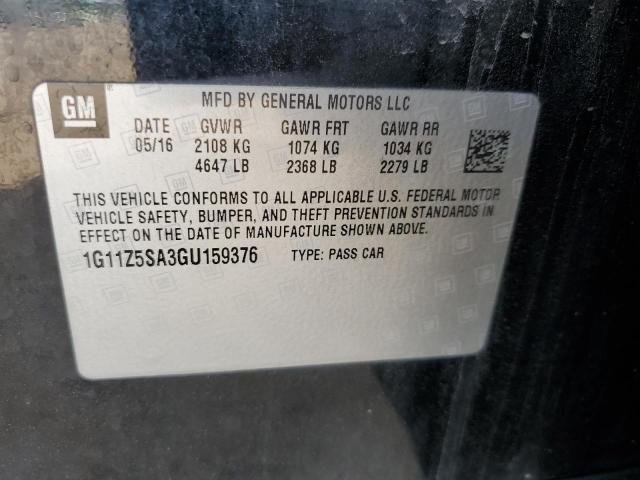 GM
MFD BY GENERAL MOTORS LLC
DATE GVWR GAWR FRT GAWR RR
05/16 2108 KG 1074 KG 1034 KG
4647 LB 2368 LB 2279 LB
THIS VEHICLE CONFORMS TO ALL APPLICABLE U.S. FEDERAL MOTOR
VEHICLE SAFETY, BUMPER, AND THEFT PREVENTION STANDARDS IN
EFFECT ON THE DATE OF MANUFACTURE SHOWN ABOVE.
1G11Z5SA3GU159376 TYPE: PASS CAR